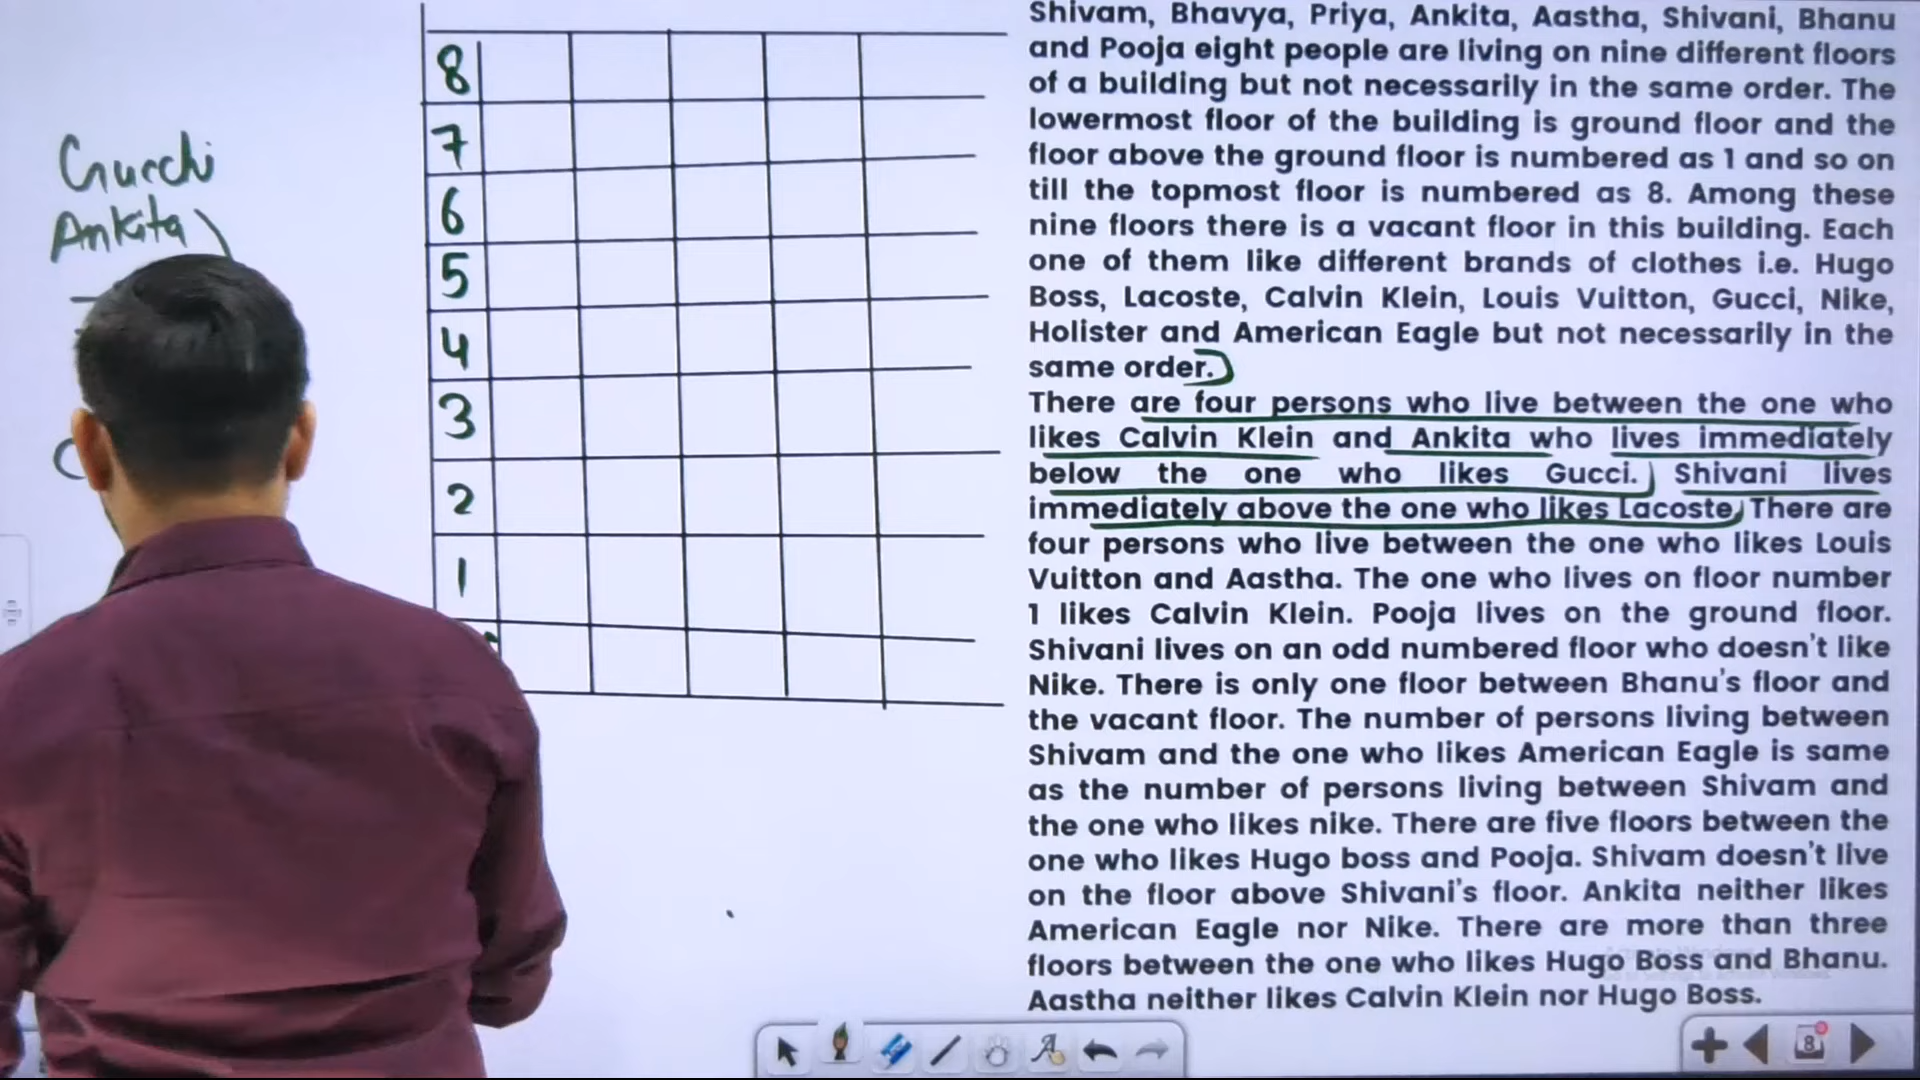 Shivam, Bhavya, Priya, Ankita, Aastha, Shivani, Bhanu
and Pooja eight people are living on nine different floors
of a building but not necessarily in the same order. The
lowermost floor of the building is ground floor and the
floor above the ground floor is numbered as 1 and so on
till the topmost floor is numbered as 8. Among these
nine floors there is a vacant floor in this building. Each
one of them like different brands of clothes i.e. Hugo
Boss, Lacoste, Calvin Klein, Louis Vuitton, Gucci, Nike,
Holister and American Eagle but not necessarily in the
same order.
There are four persons who live between the one who
likes Calvin Klein and Ankita who lives immediately
below the one who likes Gucci. Shivani lives
immediately above the one who likes Lacoste. There are
four persons who live between the one who likes Louis
Vuitton and Aastha. The one who lives on floor number
1 likes Calvin Klein. Pooja lives on the ground floor.
Shivani lives on an odd numbered floor who doesn't like
Nike. There is only one floor between Bhanu's floor and
the vacant floor. The number of persons living between
Shivam and the one who likes American Eagle is same
as the number of persons living between Shivam and
the one who likes nike. There are five floors between the
one who likes Hugo boss and Pooja. Shivam doesn't live
on the floor above Shivani's floor. Ankita neither likes
American Eagle nor Nike. There are more than three
floors between the one who likes Hugo Boss and Bhanu.
Aastha neither likes Calvin Klein nor Hugo Boss.
8
7
6
5
4
3
2
1
Gucchi
Ankita
8